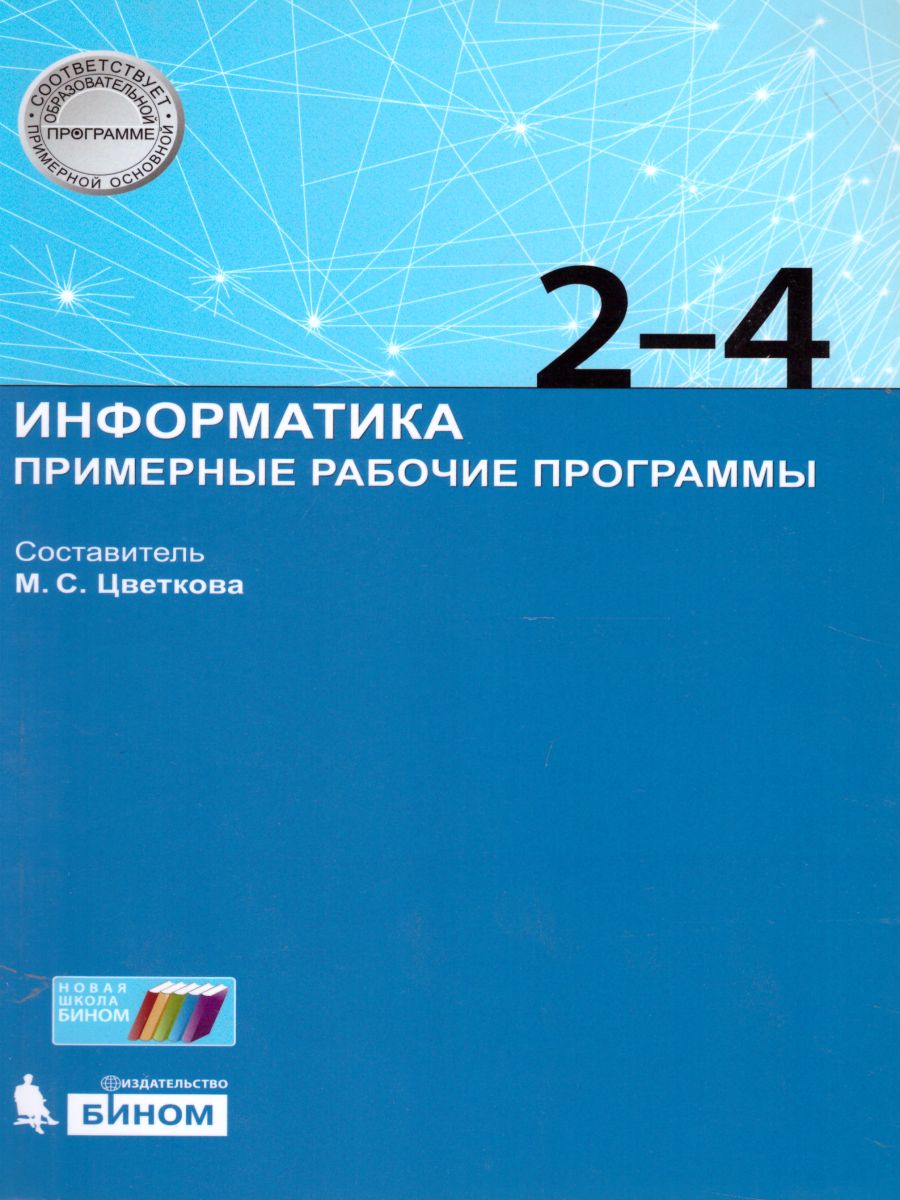 СООТВЕТСТВУЕТ
ПРИМЕРНОЙ ОСНОВНОЙ
ОБРАЗОВАТЕЛЬНОЙ
ПРОГРАММЕ
2–4
ИНФОРМАТИКА
ПРИМЕРНЫЕ РАБОЧИЕ ПРОГРАММЫ
Составитель
М. С. Цветкова
НОВАЯ
ШКОЛА
БИНОМ
ИЗДАТЕЛЬСТВО
БИНОМ